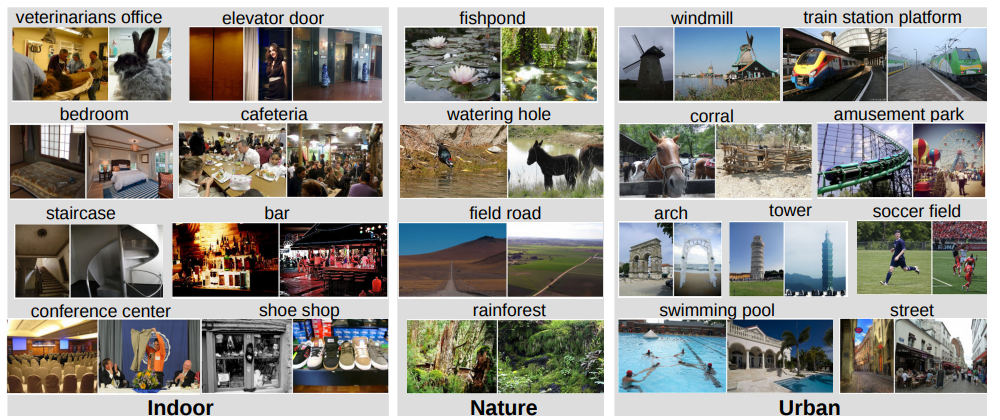 veterinarians office elevator door
fishpond
windmill train station platform
bedroom cafeteria
watering hole
corral amusement park
staircase bar
field road
arch tower soccer field
conference center shoe shop
rainforest
swimming pool street
Indoor
Nature
Urban